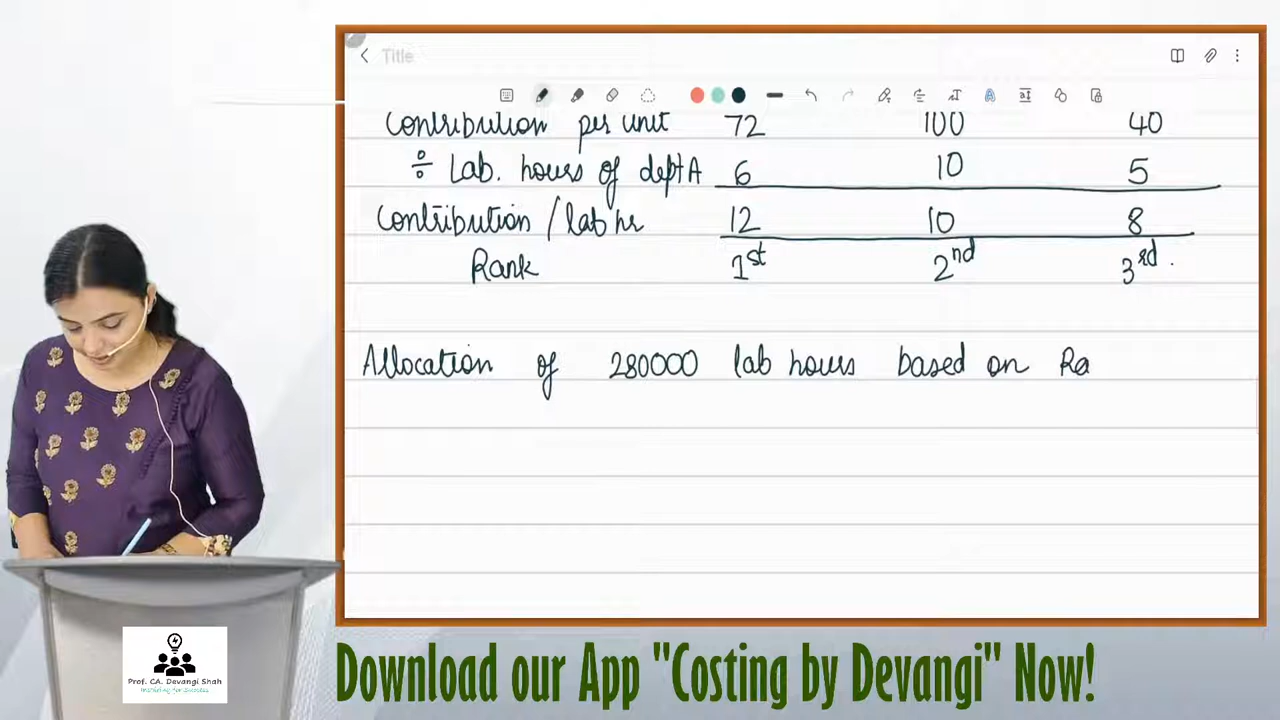 Title
Contribution per unit 72 100 40
÷ Lab. hours of dept A 6 10 5
Contribution / lab hr 12 10 8
Rank 1st 2nd 3rd.
Allocation of 280000 lab hours based on Ra
Prof. CA. Devangi Shah
Download our App "Costing by Devangi" Now!